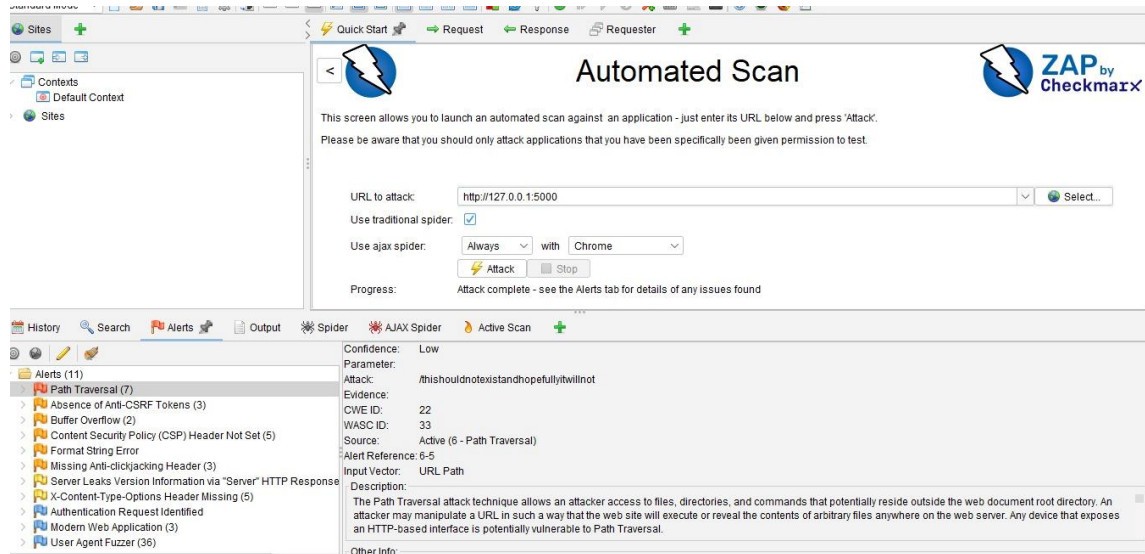 Standard Mode
Sites
Quick Start Request Response Requester
< Automated Scan
ZAP by
Checkmarx
Contexts
Default Context
Sites
This screen allows you to launch an automated scan against an application - just enter its URL below and press 'Attack'.
Please be aware that you should only attack applications that you have been specifically been given permission to test.
URL to attack: http://127.0.0.1:5000 Select...
Use traditional spider:
Use ajax spider: Always with Chrome
Attack Stop
Progress: Attack complete - see the Alerts tab for details of any issues found
History Search Alerts Output Spider AJAX Spider Active Scan
Alerts (11)
Path Traversal (7)
Absence of Anti-CSRF Tokens (3)
Buffer Overflow (2)
Content Security Policy (CSP) Header Not Set (5)
Format String Error
Missing Anti-clickjacking Header (3)
Server Leaks Version Information via "Server" HTTP Response
X-Content-Type-Options Header Missing (5)
Authentication Request Identified
Modern Web Application (3)
User Agent Fuzzer (36)
Confidence: Low
Parameter:
Attack: /thishouldnotexistandhopefullyitwillnot
Evidence:
CWE ID: 22
WASC ID: 33
Source: Active (6 - Path Traversal)
Alert Reference: 6-5
Input Vector: URL Path
Description:
The Path Traversal attack technique allows an attacker access to files, directories, and commands that potentially reside outside the web document root directory. An
attacker may manipulate a URL in such a way that the web site will execute or reveal the contents of arbitrary files anywhere on the web server. Any device that exposes
an HTTP-based interface is potentially vulnerable to Path Traversal.
Other Info: